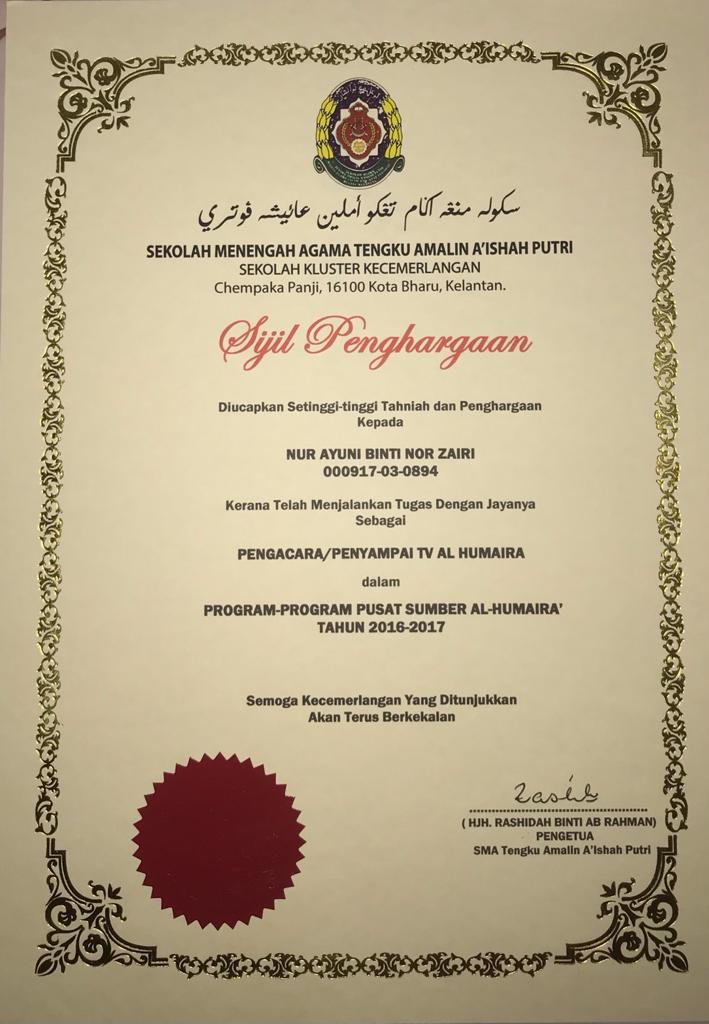 سكوله منڠه اڬام تڠكو أملين عائيشه ڤوتري
SEKOLAH MENENGAH AGAMA TENGKU AMALIN A'ISHAH PUTRI
SEKOLAH KLUSTER KECEMERLANGAN
Chempaka Panji, 16100 Kota Bharu, Kelantan.
Sijil Penghargaan
Diucapkan Setinggi-tinggi Tahniah dan Penghargaan
Kepada
NUR AYUNI BINTI NOR ZAIRI
000917-03-0894
Kerana Telah Menjalankan Tugas Dengan Jayanya
Sebagai
PENGACARA/PENYAMPAI TV AL HUMAIRA
dalam
PROGRAM-PROGRAM PUSAT SUMBER AL-HUMAIRA'
TAHUN 2016-2017
Semoga Kecemerlangan Yang Ditunjukkan
Akan Terus Berkekalan
( HJH. RASHIDAH BINTI AB RAHMAN)
PENGETUA
SMA Tengku Amalin A'Ishah Putri